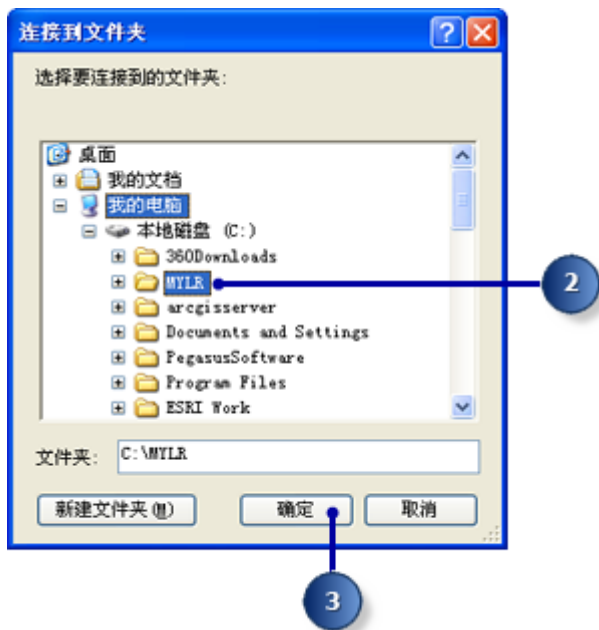 连接到文件夹
选择要连接到的文件夹:
桌面
我的文档
我的电脑
本地磁盘 (C:)
360Downloads
MYLR
2
arcgisserver
Documents and Settings
PegasusSoftware
Program Files
ESRI Work
文件夹: C:\MYLR
新建文件夹(M) 确定 取消
3